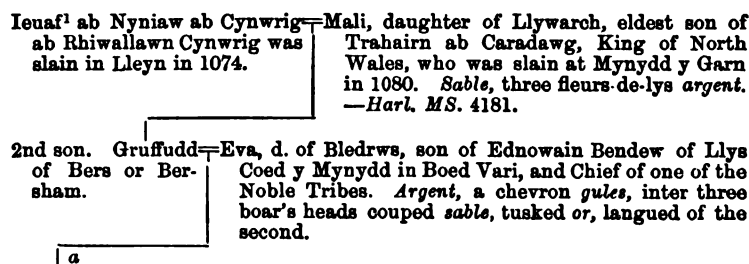 Ieuaf¹ ab Nyniaw ab Cynwrig=Mali, daughter of Llywarch, eldest son of
ab Rhiwallawn Cynwrig was Trahairn ab Caradawg, King of North
slain in Lleyn in 1074. Wales, who was slain at Mynydd y Garn
in 1080. Sable, three fleurs-de-lys argent.
—Harl. MS. 4181.
2nd son. Gruffudd=Eva, d. of Bledrws, son of Ednowain Bendew of Llys
of Bers or Ber- Coed y Mynydd in Boed Vari, and Chief of one of the
sham. Noble Tribes. Argent, a chevron gules, inter three
boar's heads couped sable, tusked or, langued of the
second.
a